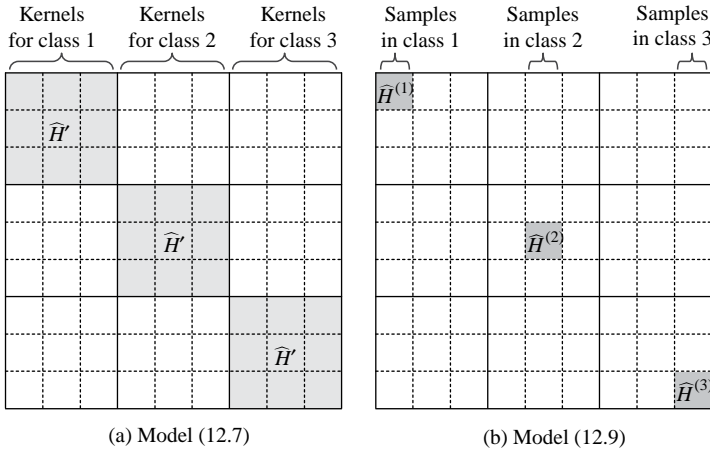 Kernels
for class 1
Kernels
for class 2
Kernels
for class 3
Ĥ′
Ĥ′
Ĥ′
(a) Model (12.7)
Samples
in class 1
Samples
in class 2
Samples
in class 3
Ĥ(1)
Ĥ(2)
Ĥ(3)
(b) Model (12.9)